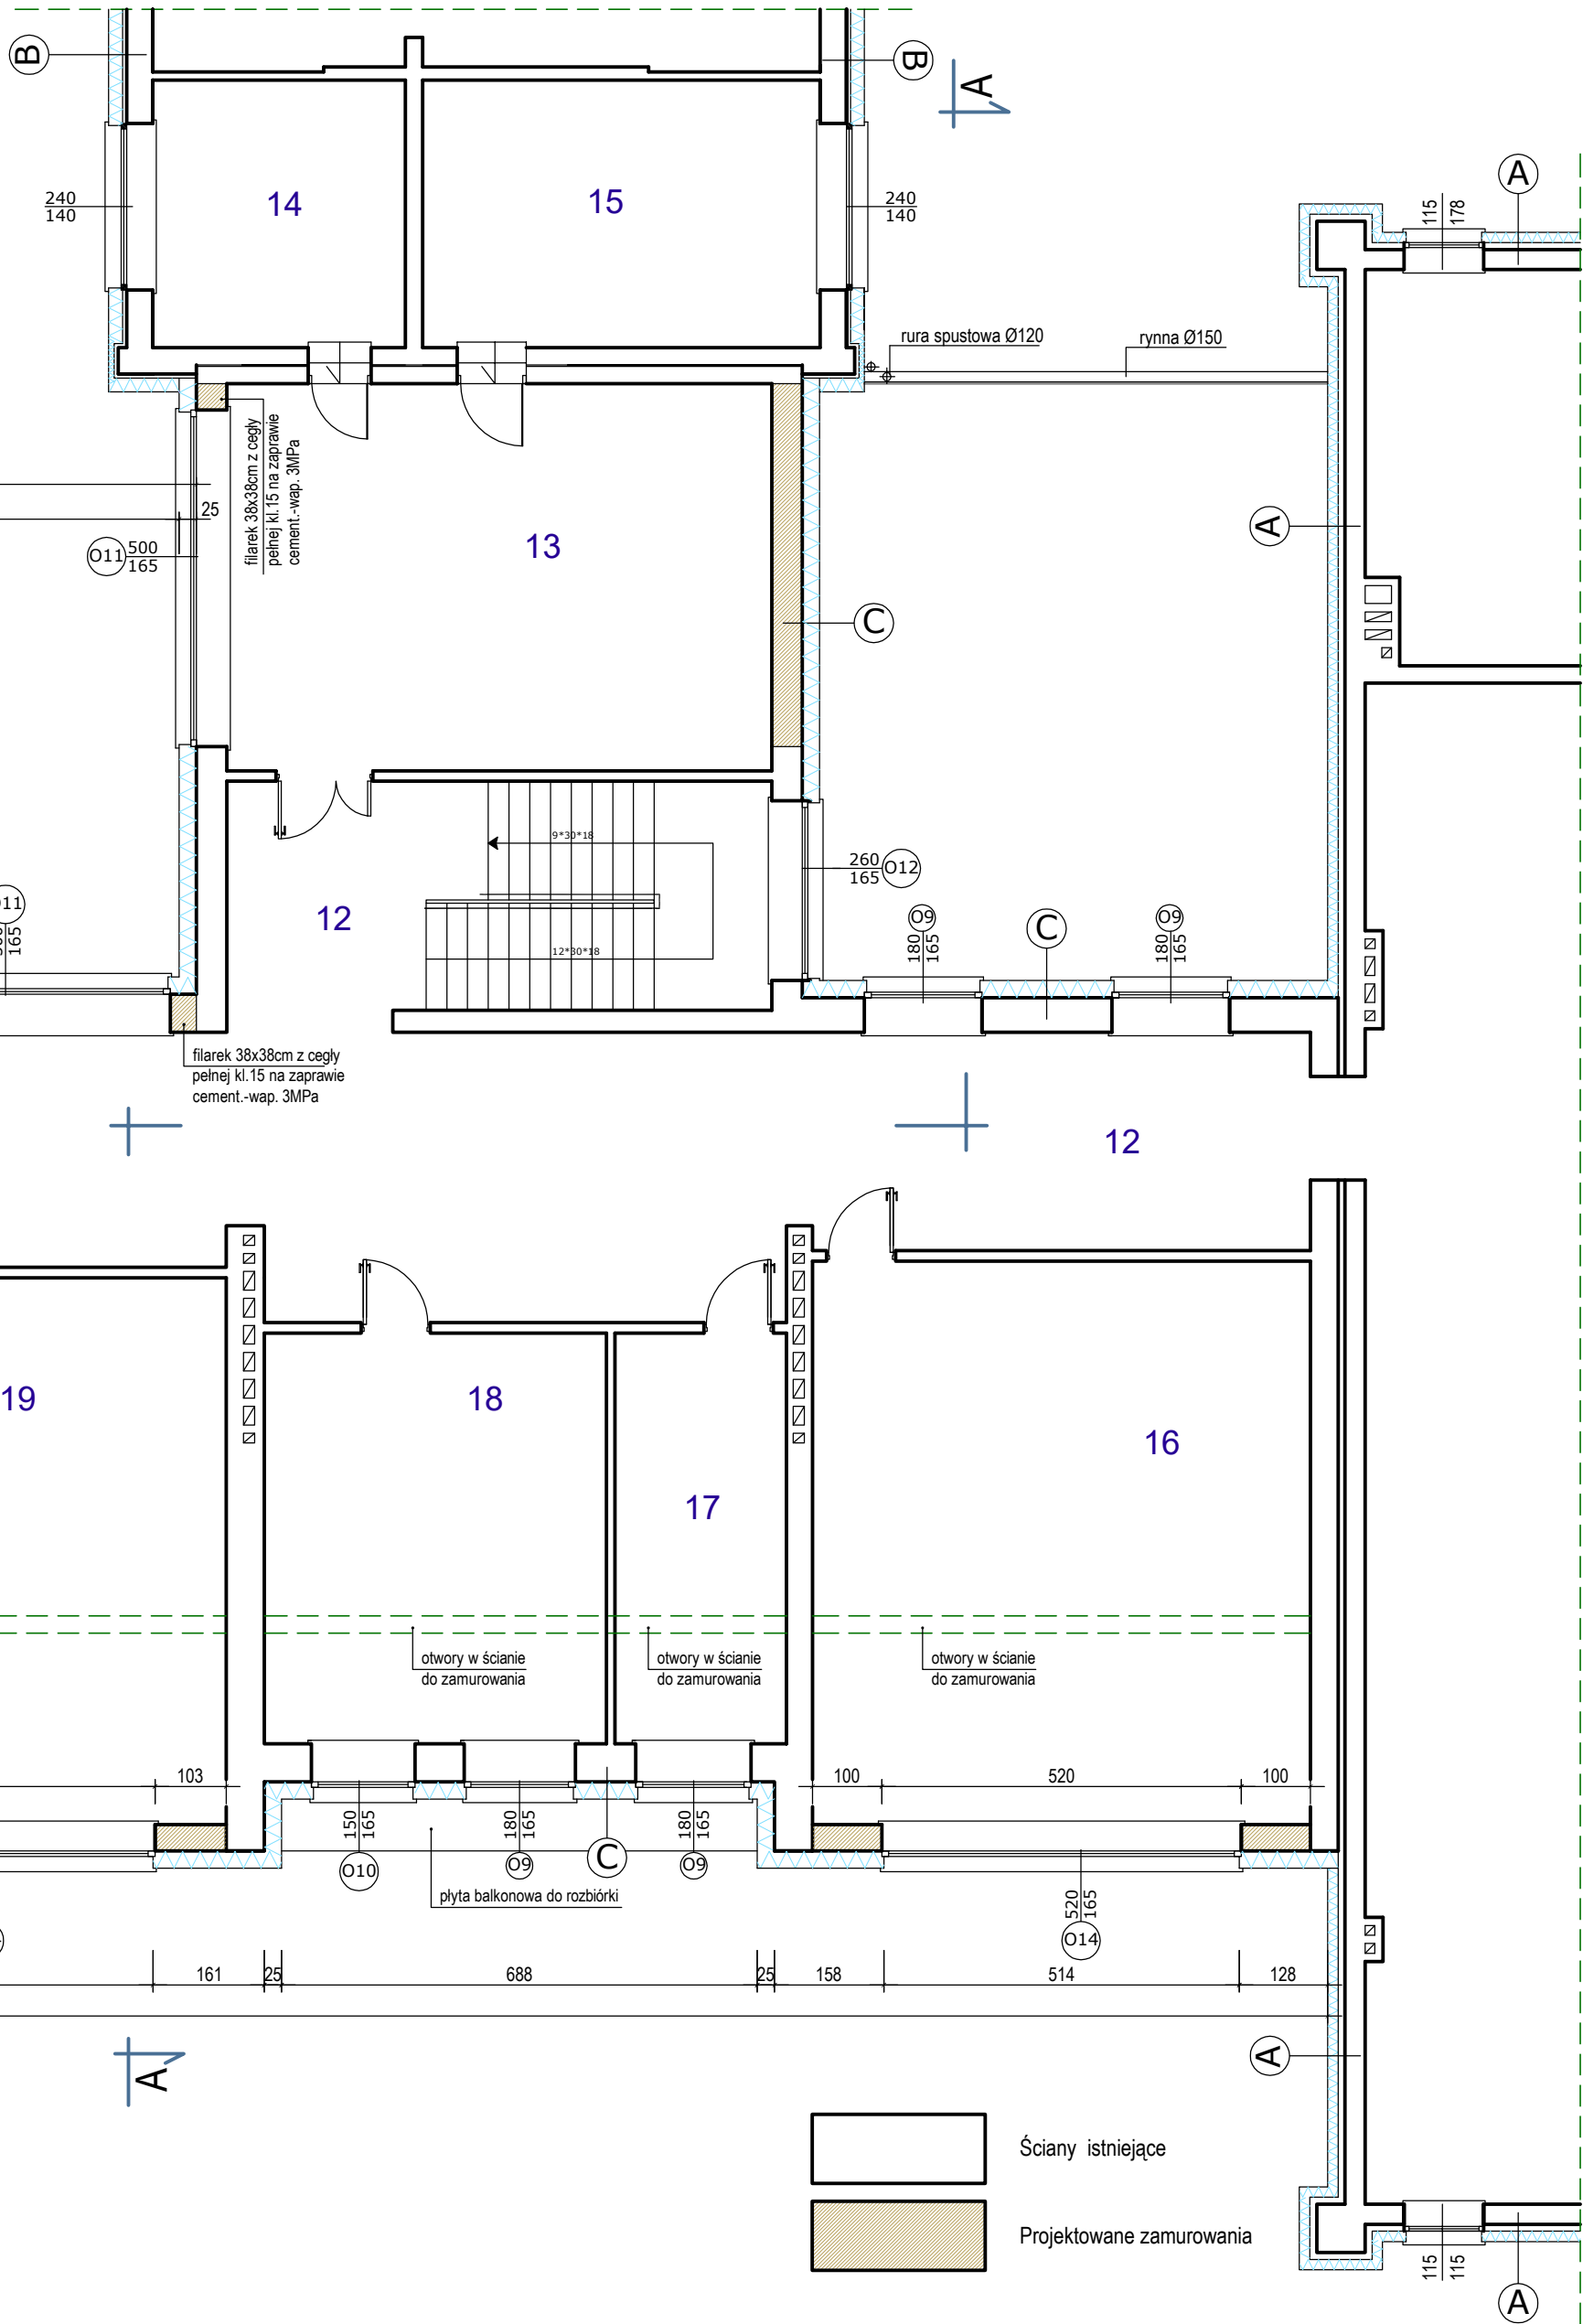 B
B
A
14
15
240
140
240
140
A
115
178
rura spustowa Ø120
rynna Ø150
filarek 38x38cm z cegły
pełnej kl.15 na zaprawie
cement.-wap. 3MPa
25
O11
500
165
13
A
C
9*30*18
12
12*30*18
260
165
O12
O9
180
165
C
O9
180
165
165
filarek 38x38cm z cegły
pełnej kl.15 na zaprawie
cement.-wap. 3MPa
12
19
18
17
16
otwory w ścianie
do zamurowania
otwory w ścianie
do zamurowania
otwory w ścianie
do zamurowania
103
100
520
100
150
165
O10
180
165
O9
C
180
165
O9
płyta balkonowa do rozbiórki
520
165
O14
161
25
688
25
158
514
128
A
A
Ściany istniejące
Projektowane zamurowania
115
115
A